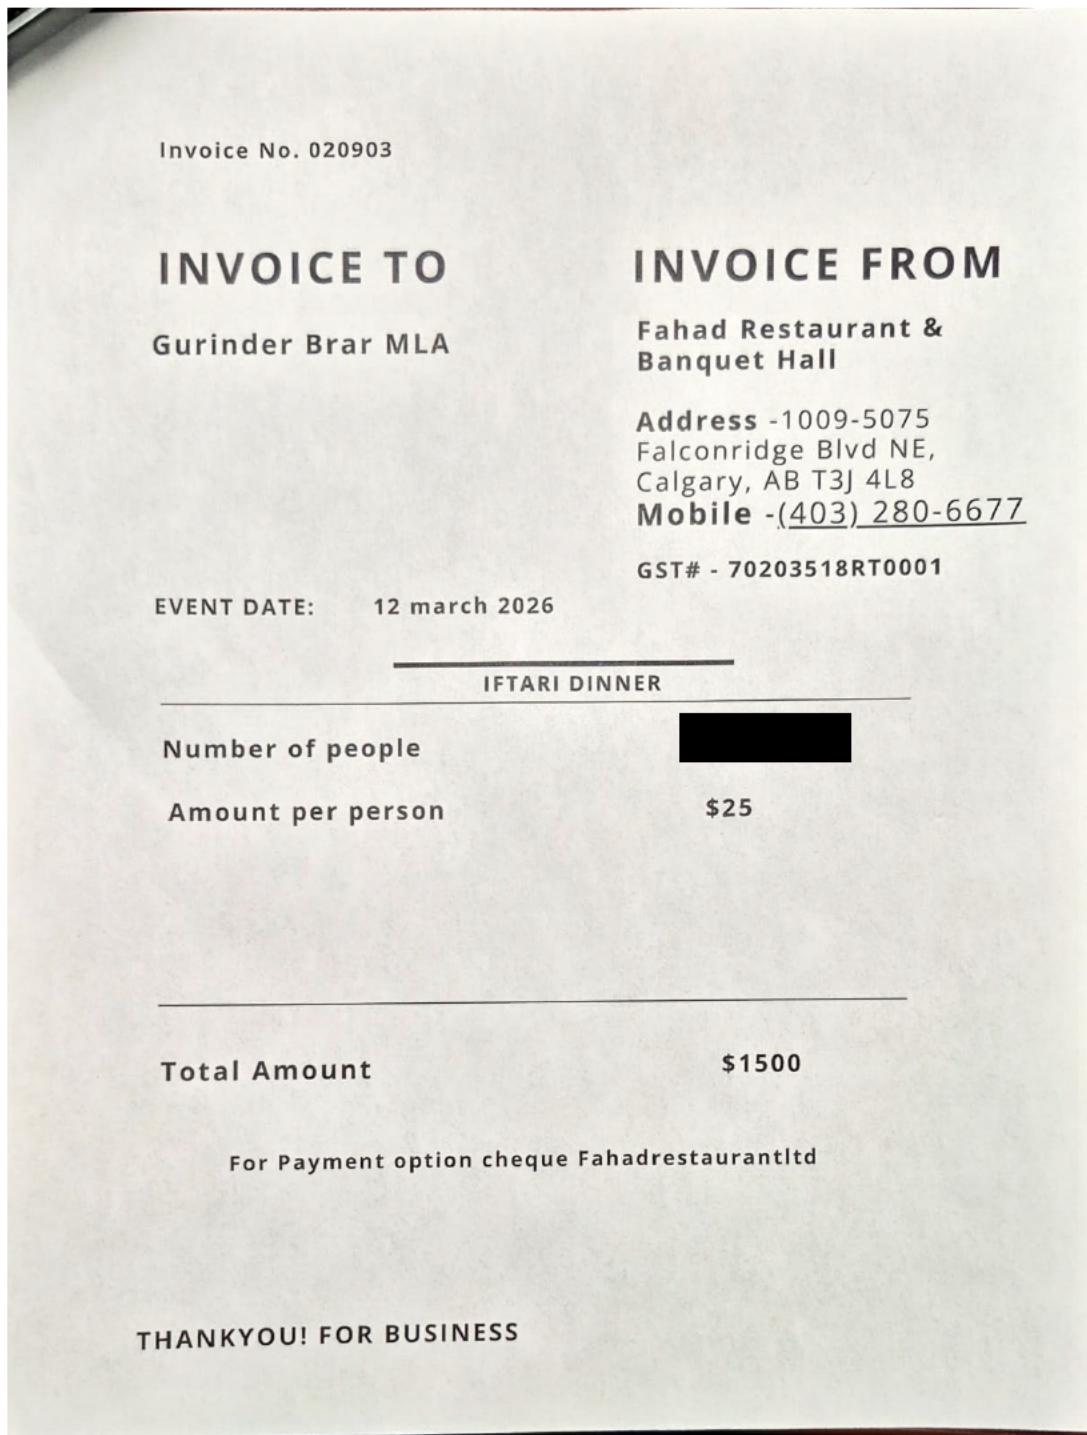 Invoice No. 020903
INVOICE TO
Gurinder Brar MLA
INVOICE FROM
Fahad Restaurant &
Banquet Hall
Address -1009-5075
Falconridge Blvd NE,
Calgary, AB T3J 4L8
Mobile -(403) 280-6677
GST# - 70203518RT0001
EVENT DATE: 12 march 2026
IFTARI DINNER
Number of people
Amount per person $25
Total Amount $1500
For Payment option cheque Fahadrestaurantltd
THANKYOU! FOR BUSINESS